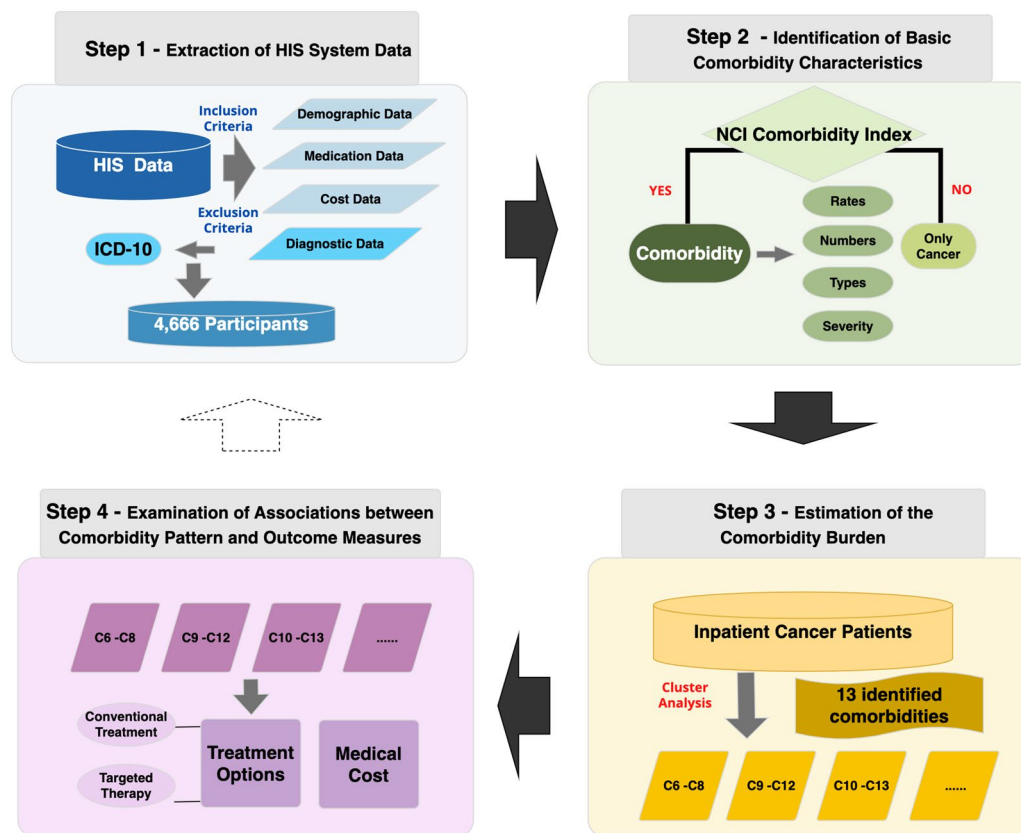 Step 1 - Extraction of HIS System Data
Inclusion
Criteria
HIS Data
Exclusion
Criteria
Demographic Data
Medication Data
Cost Data
Diagnostic Data
ICD-10
4,666 Participants
Step 2 - Identification of Basic
Comorbidity Characteristics
NCI Comorbidity Index
YES
NO
Comorbidity
Rates
Numbers
Types
Severity
Only
Cancer
Step 3 - Estimation of the
Comorbidity Burden
Inpatient Cancer Patients
Cluster
Analysis
13 identified
comorbidities
C6 -C8
C9 -C12
C10 -C13
......
Step 4 - Examination of Associations between
Comorbidity Pattern and Outcome Measures
C6 -C8
C9 -C12
C10 -C13
......
Conventional
Treatment
Targeted
Therapy
Treatment
Options
Medical
Cost